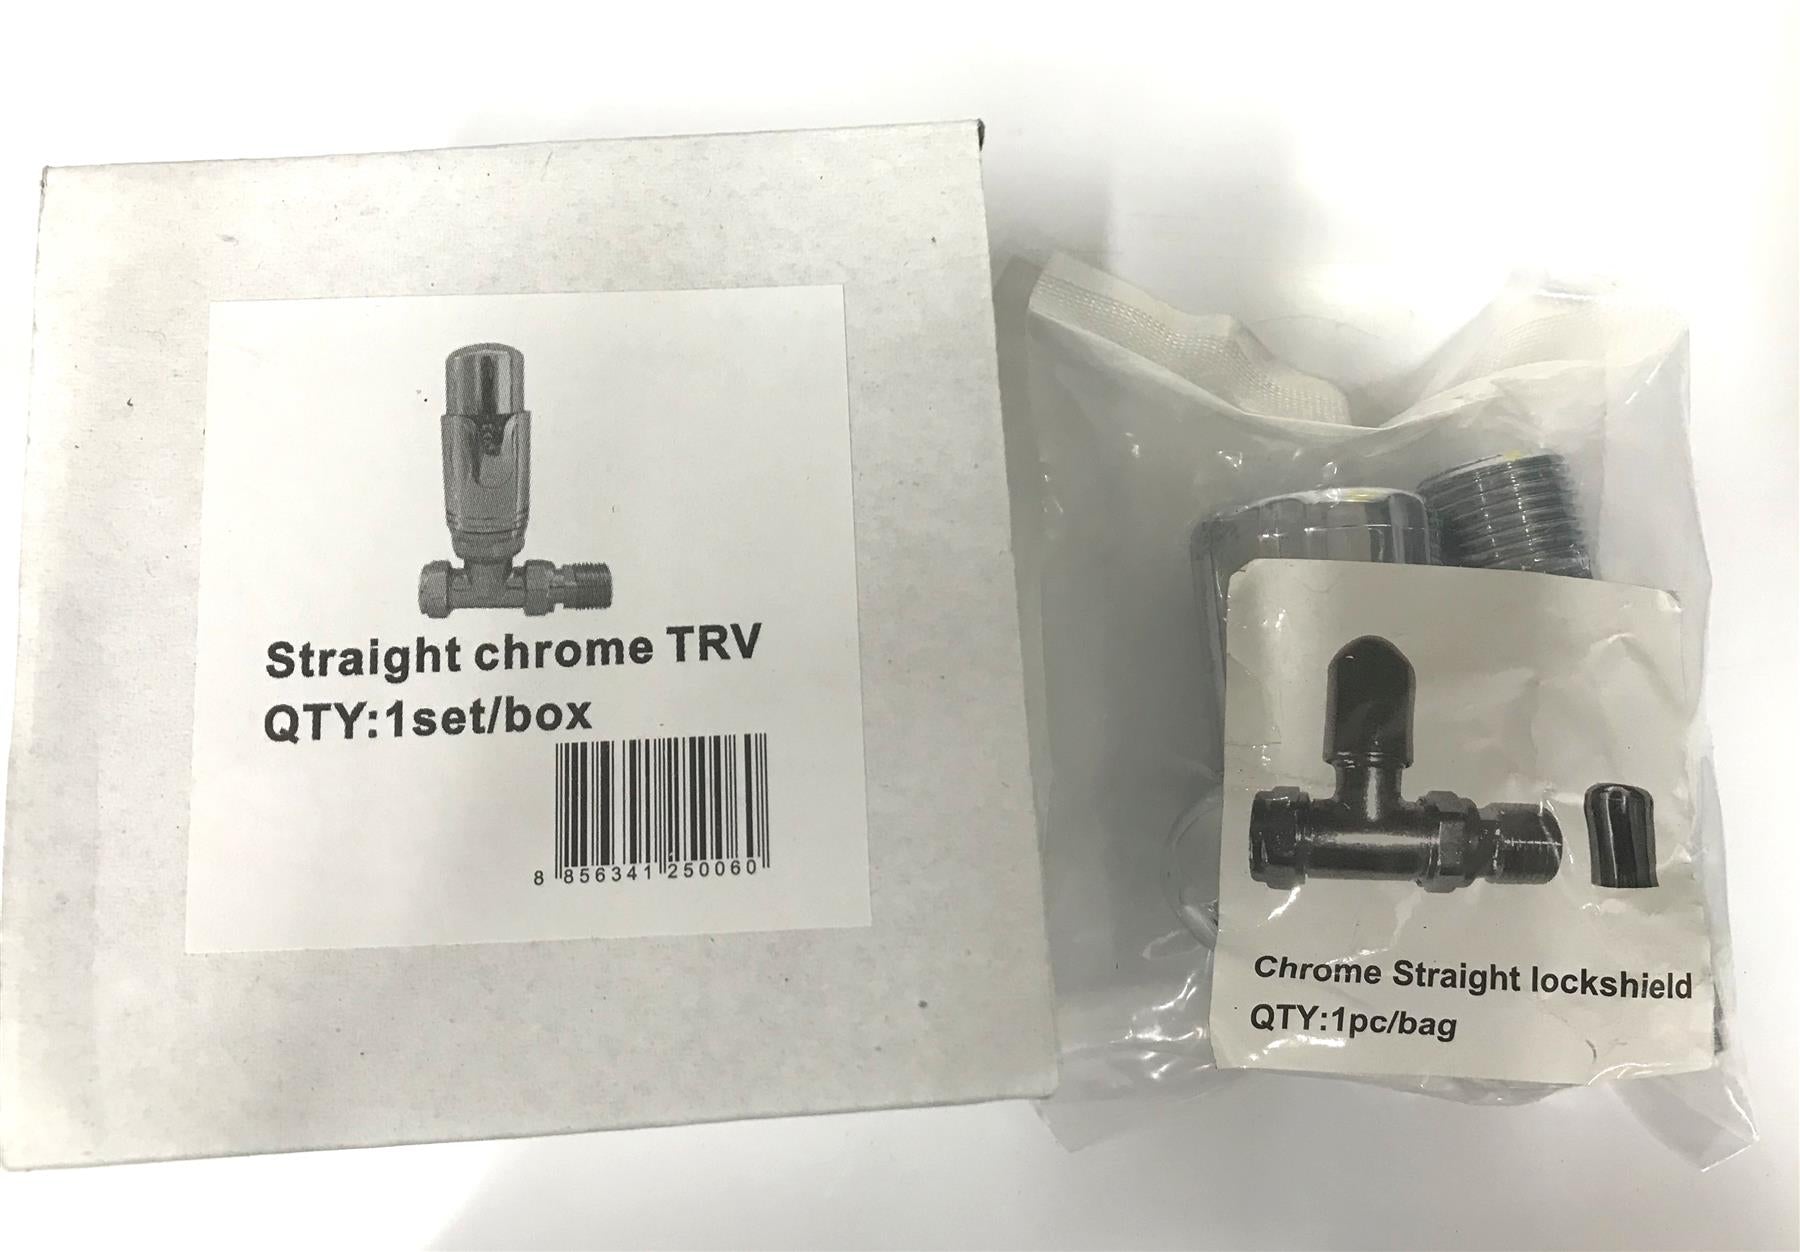 Straight chrome TRV
QTY:1set/box
8 856341 250060
Chrome Straight lockshield
QTY:1pc/bag